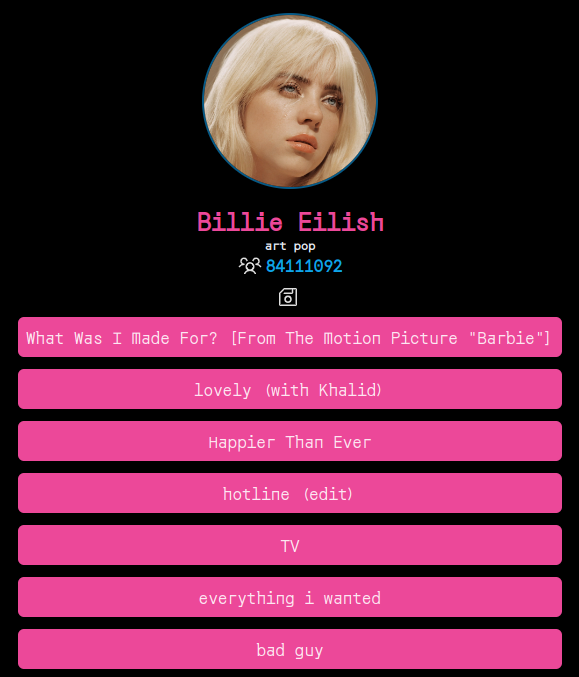 Billie Eilish
art pop
84111092
What Was I Made For? [From The Motion Picture "Barbie"]
lovely (with Khalid)
Happier Than Ever
hotline (edit)
TV
everything i wanted
bad guy